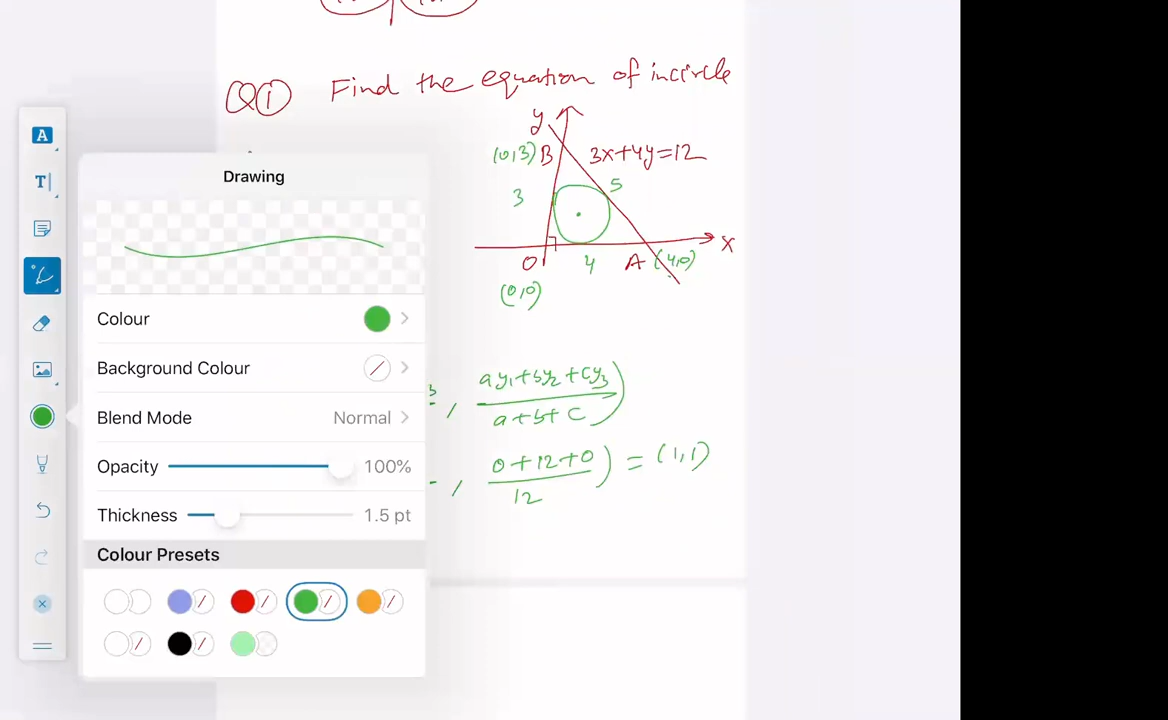 Q① Find the equation of incircle
y
(0,3) B 3x+4y=12
3 5
x
O 4 A (4,0)
(0,0)
3 , ay₁+by₂+cy₃
a+b+c
, 0+12+0 ) = (1,1)
12
A
T
Drawing
Colour
Background Colour
Blend Mode Normal
Opacity 100%
Thickness 1.5 pt
Colour Presets